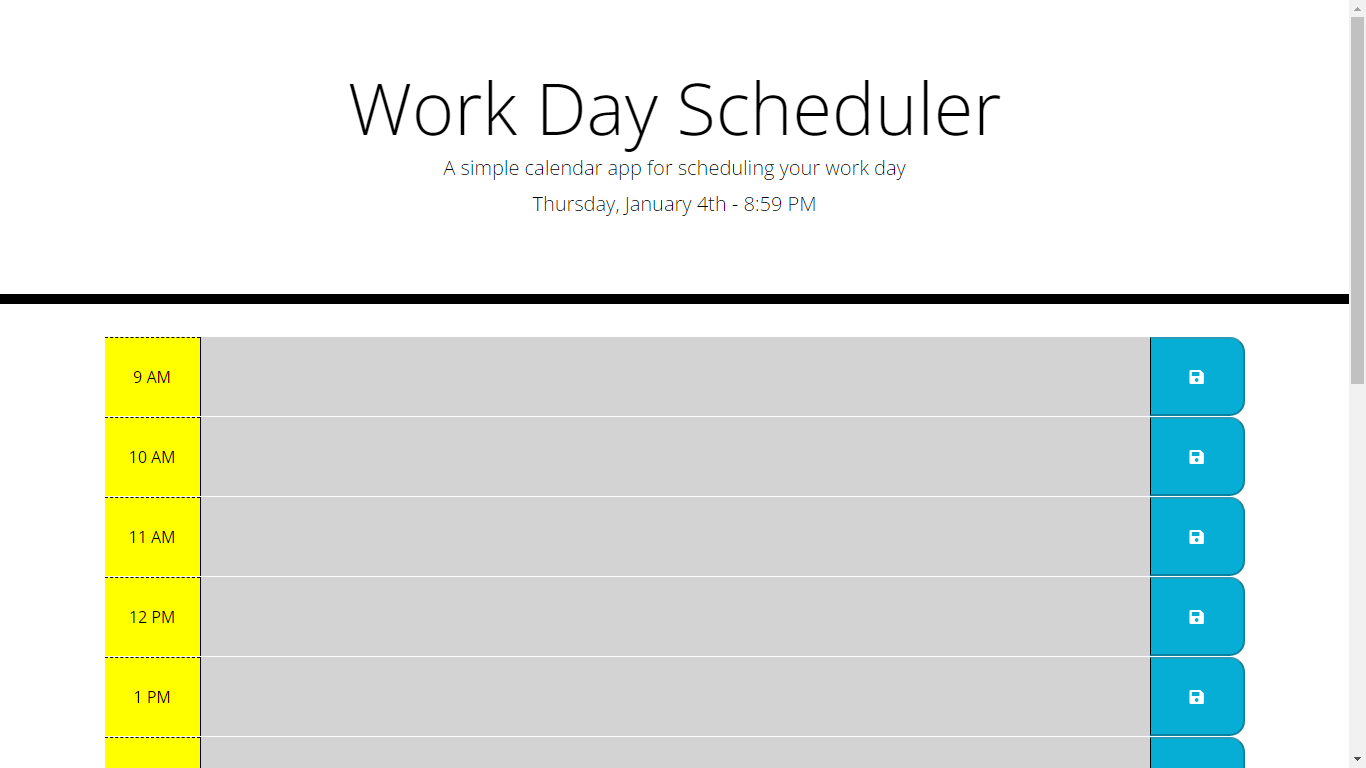 Work Day Scheduler
A simple calendar app for scheduling your work day
Thursday, January 4th - 8:59 PM
9 AM
10 AM
11 AM
12 PM
1 PM